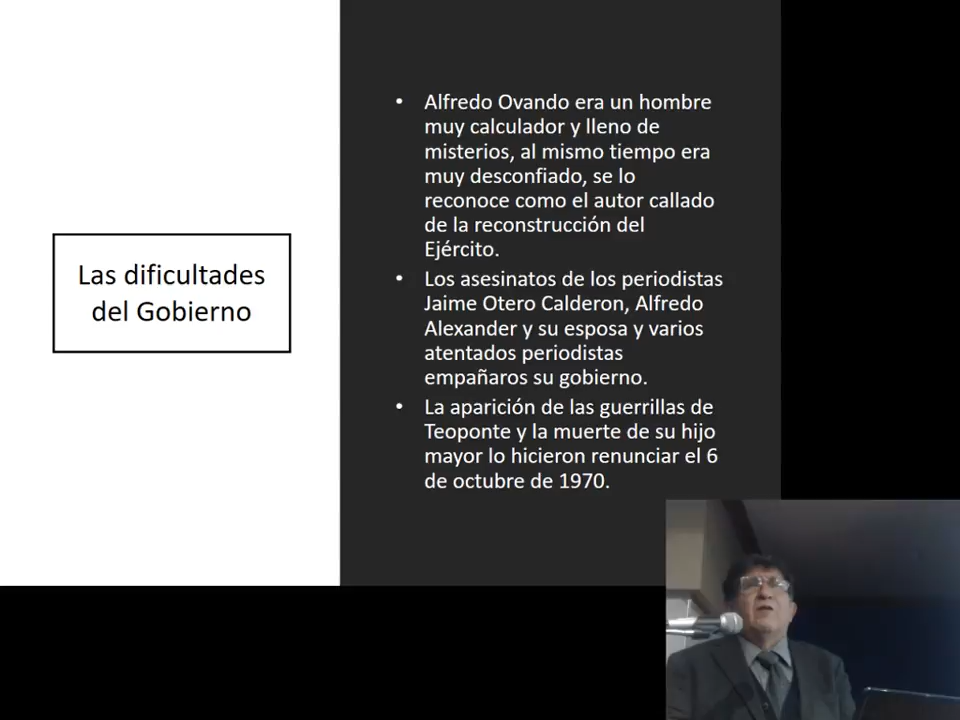 Las dificultades
del Gobierno
• Alfredo Ovando era un hombre
muy calculador y lleno de
misterios, al mismo tiempo era
muy desconfiado, se lo
reconoce como el autor callado
de la reconstrucción del
Ejército.
• Los asesinatos de los periodistas
Jaime Otero Calderon, Alfredo
Alexander y su esposa y varios
atentados periodistas
empañaros su gobierno.
• La aparición de las guerrillas de
Teoponte y la muerte de su hijo
mayor lo hicieron renunciar el 6
de octubre de 1970.